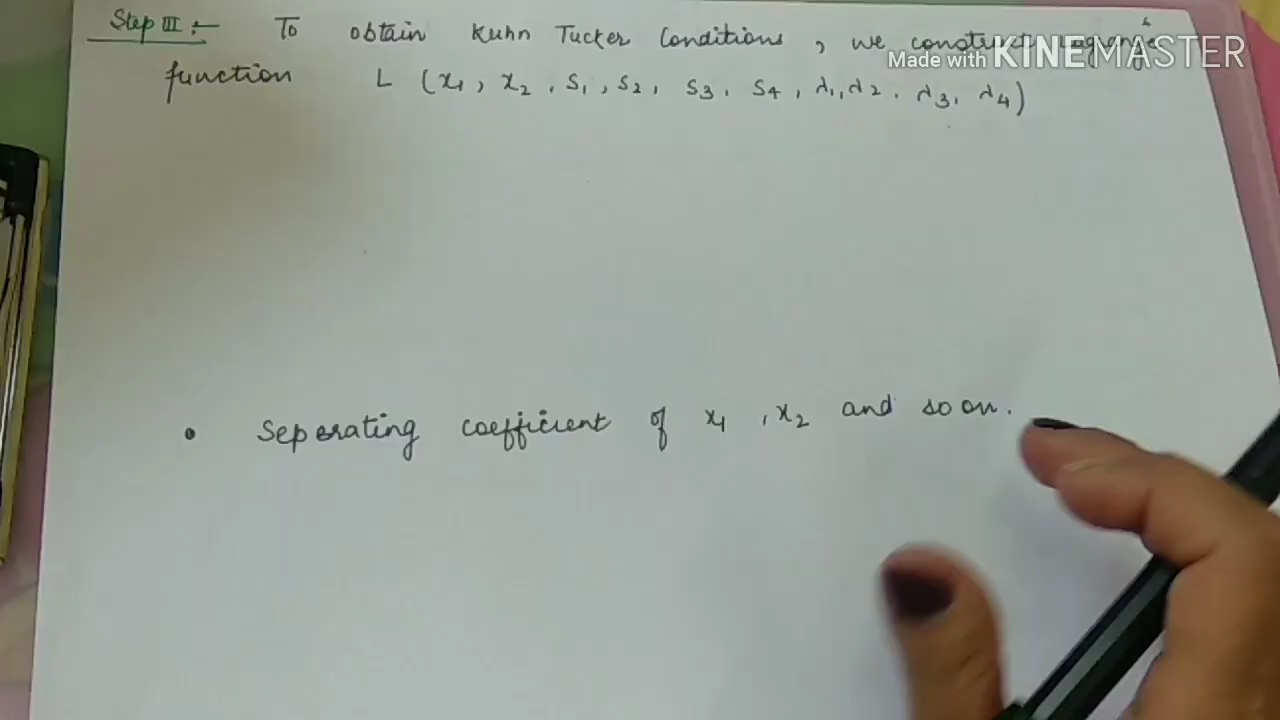 Step III :- To obtain Kuhn Tucker Conditions , we construct
Made with KINEMASTER
function L (x1 , x2 , S1 , S2 , S3 , S4 , λ1 , λ2 , λ3 , λ4)
• Seperating coefficient of x1 , x2 and so on.